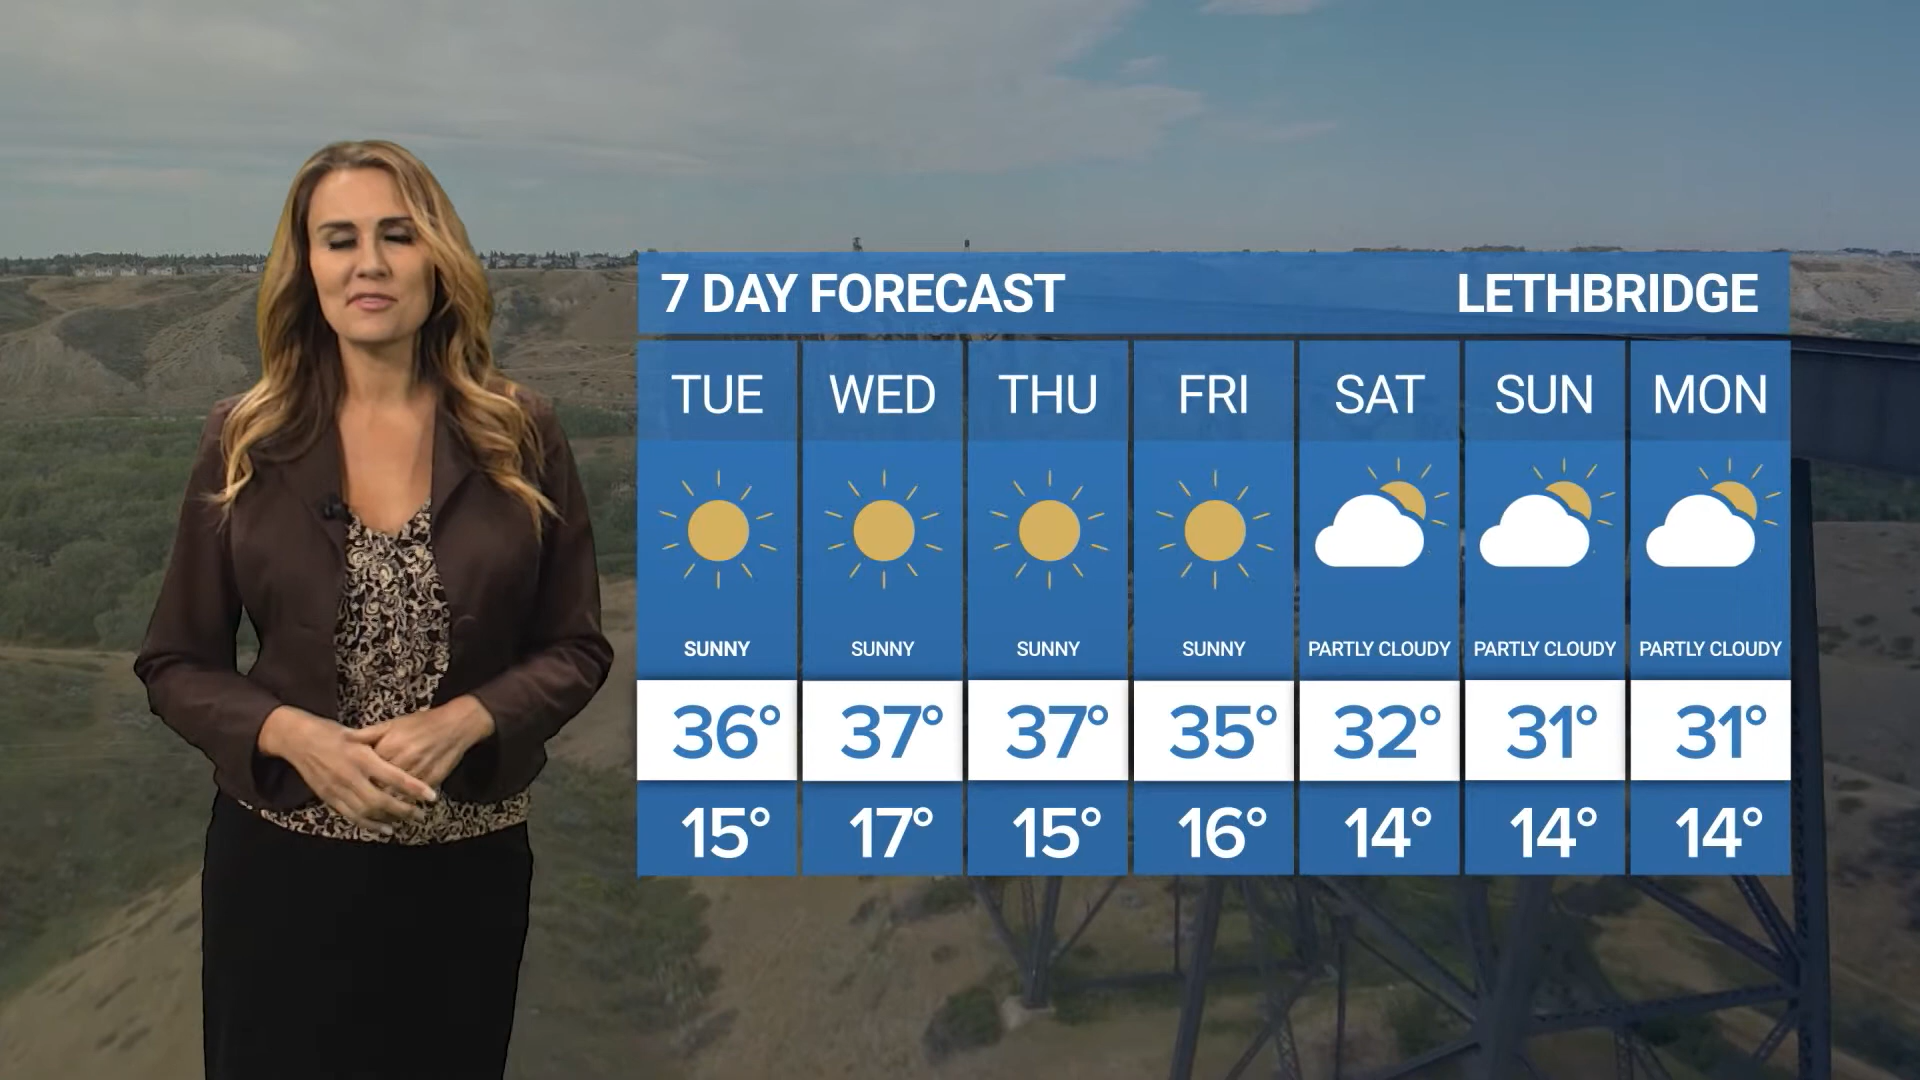 7 DAY FORECAST LETHBRIDGE
TUE WED THU FRI SAT SUN MON
SUNNY SUNNY SUNNY SUNNY PARTLY CLOUDY PARTLY CLOUDY PARTLY CLOUDY
36° 37° 37° 35° 32° 31° 31°
15° 17° 15° 16° 14° 14° 14°